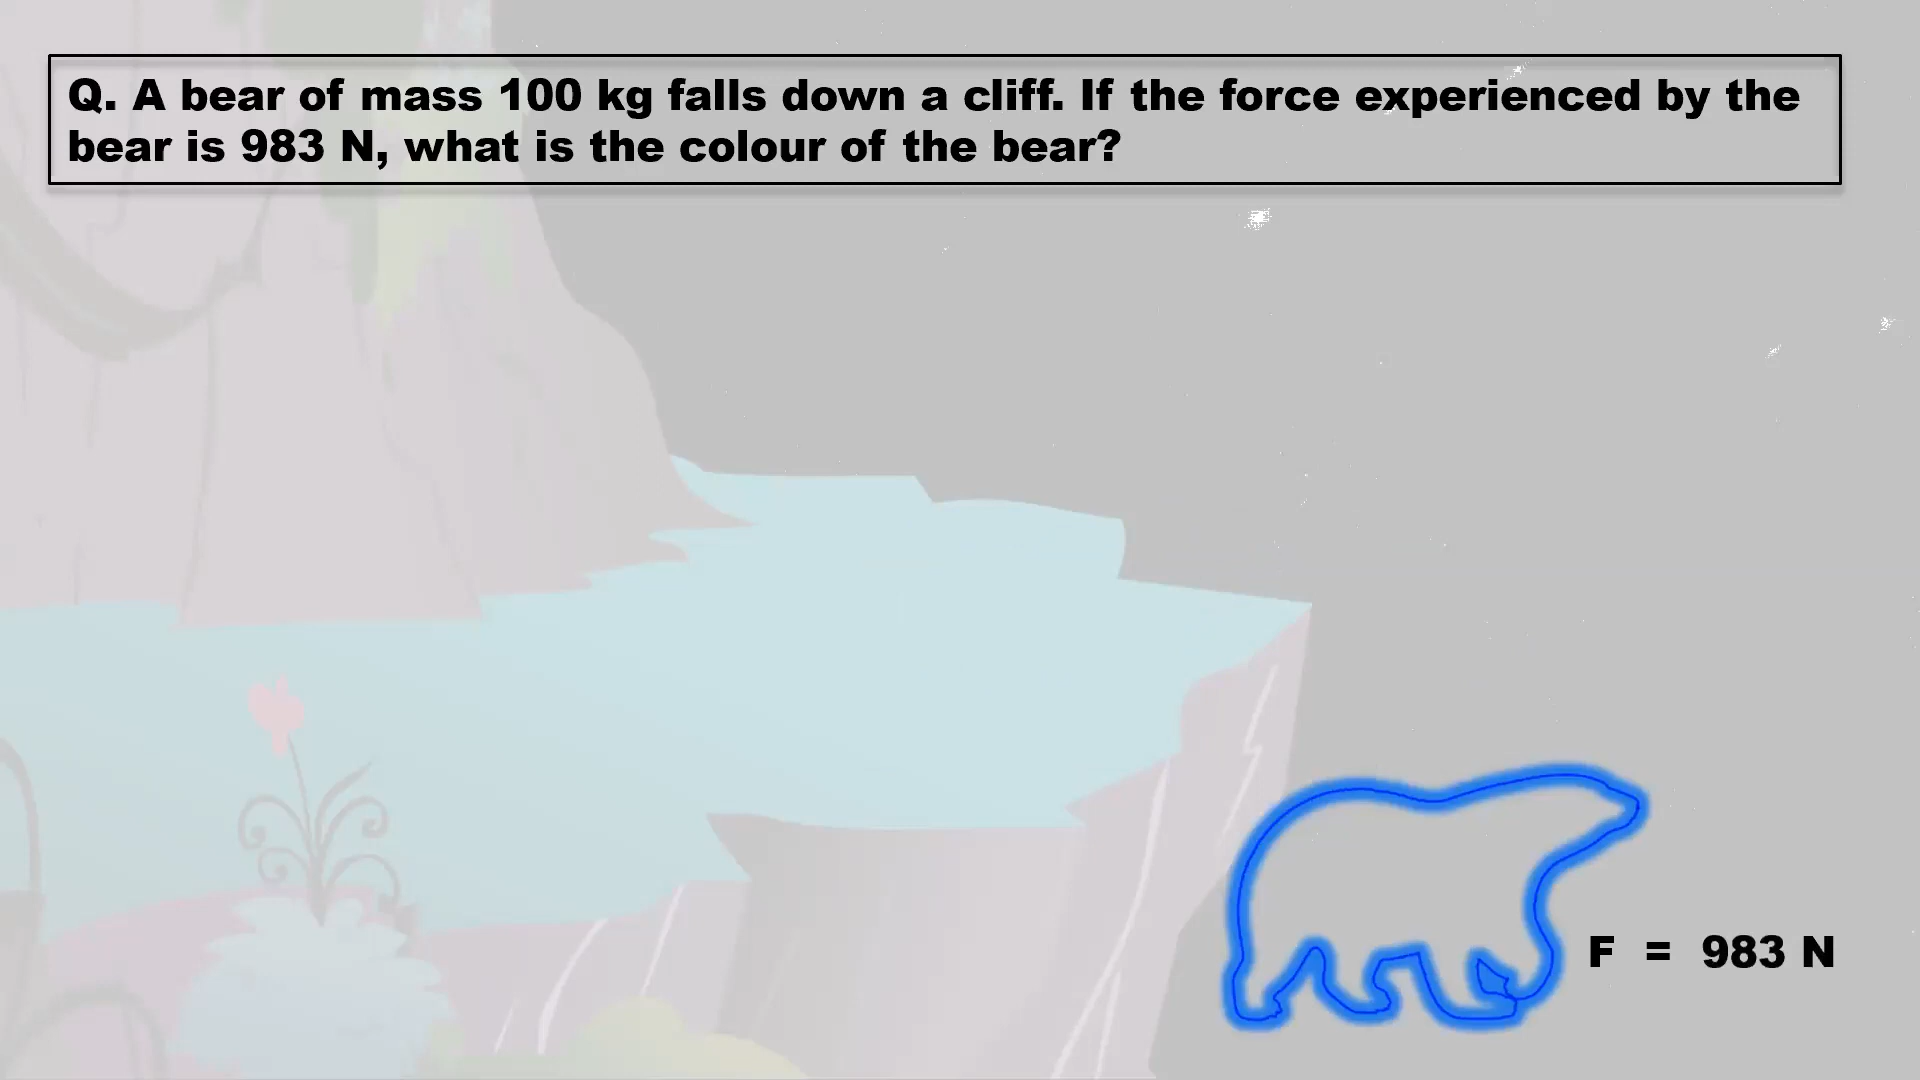 Q. A bear of mass 100 kg falls down a cliff. If the force experienced by the
bear is 983 N, what is the colour of the bear?
F = 983 N